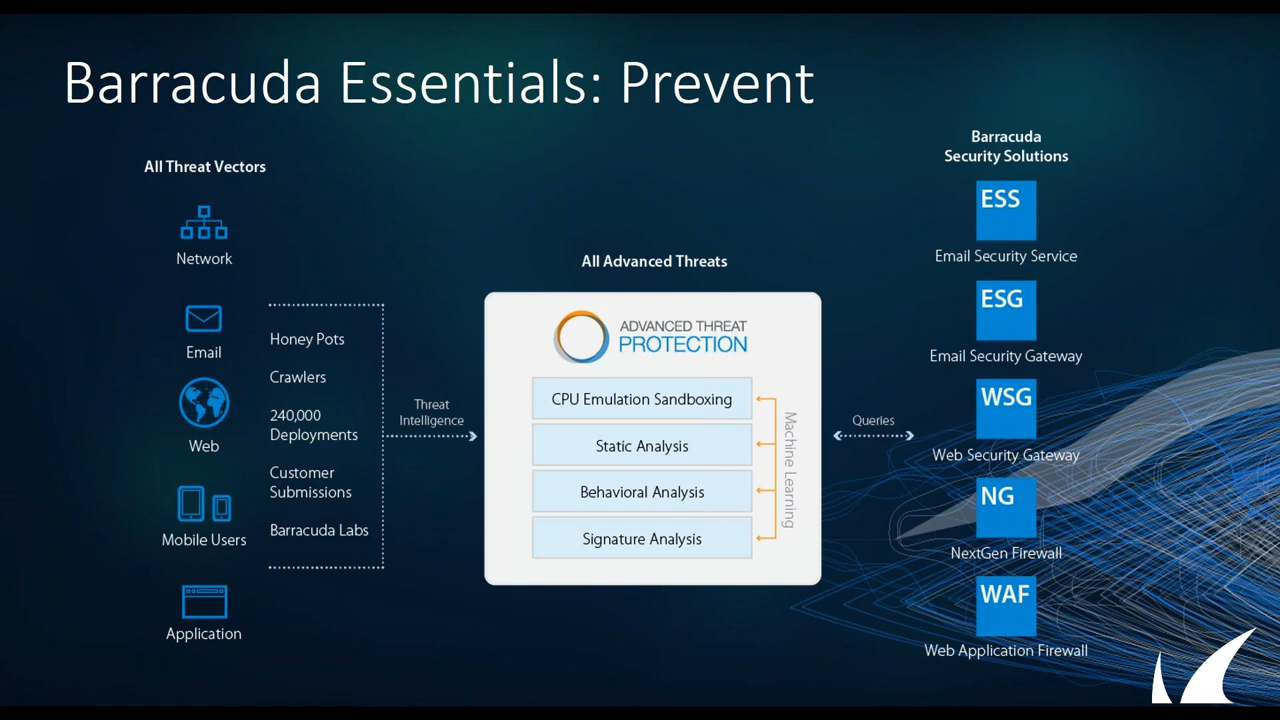 Barracuda Essentials: Prevent
All Threat Vectors
Network
Email
Web
Mobile Users
Application
Honey Pots
Crawlers
240,000
Deployments
Customer
Submissions
Barracuda Labs
Threat
Intelligence
All Advanced Threats
ADVANCED THREAT
PROTECTION
CPU Emulation Sandboxing
Static Analysis
Behavioral Analysis
Signature Analysis
Machine Learning
Queries
Barracuda
Security Solutions
ESS
Email Security Service
ESG
Email Security Gateway
WSG
Web Security Gateway
NG
NextGen Firewall
WAF
Web Application Firewall